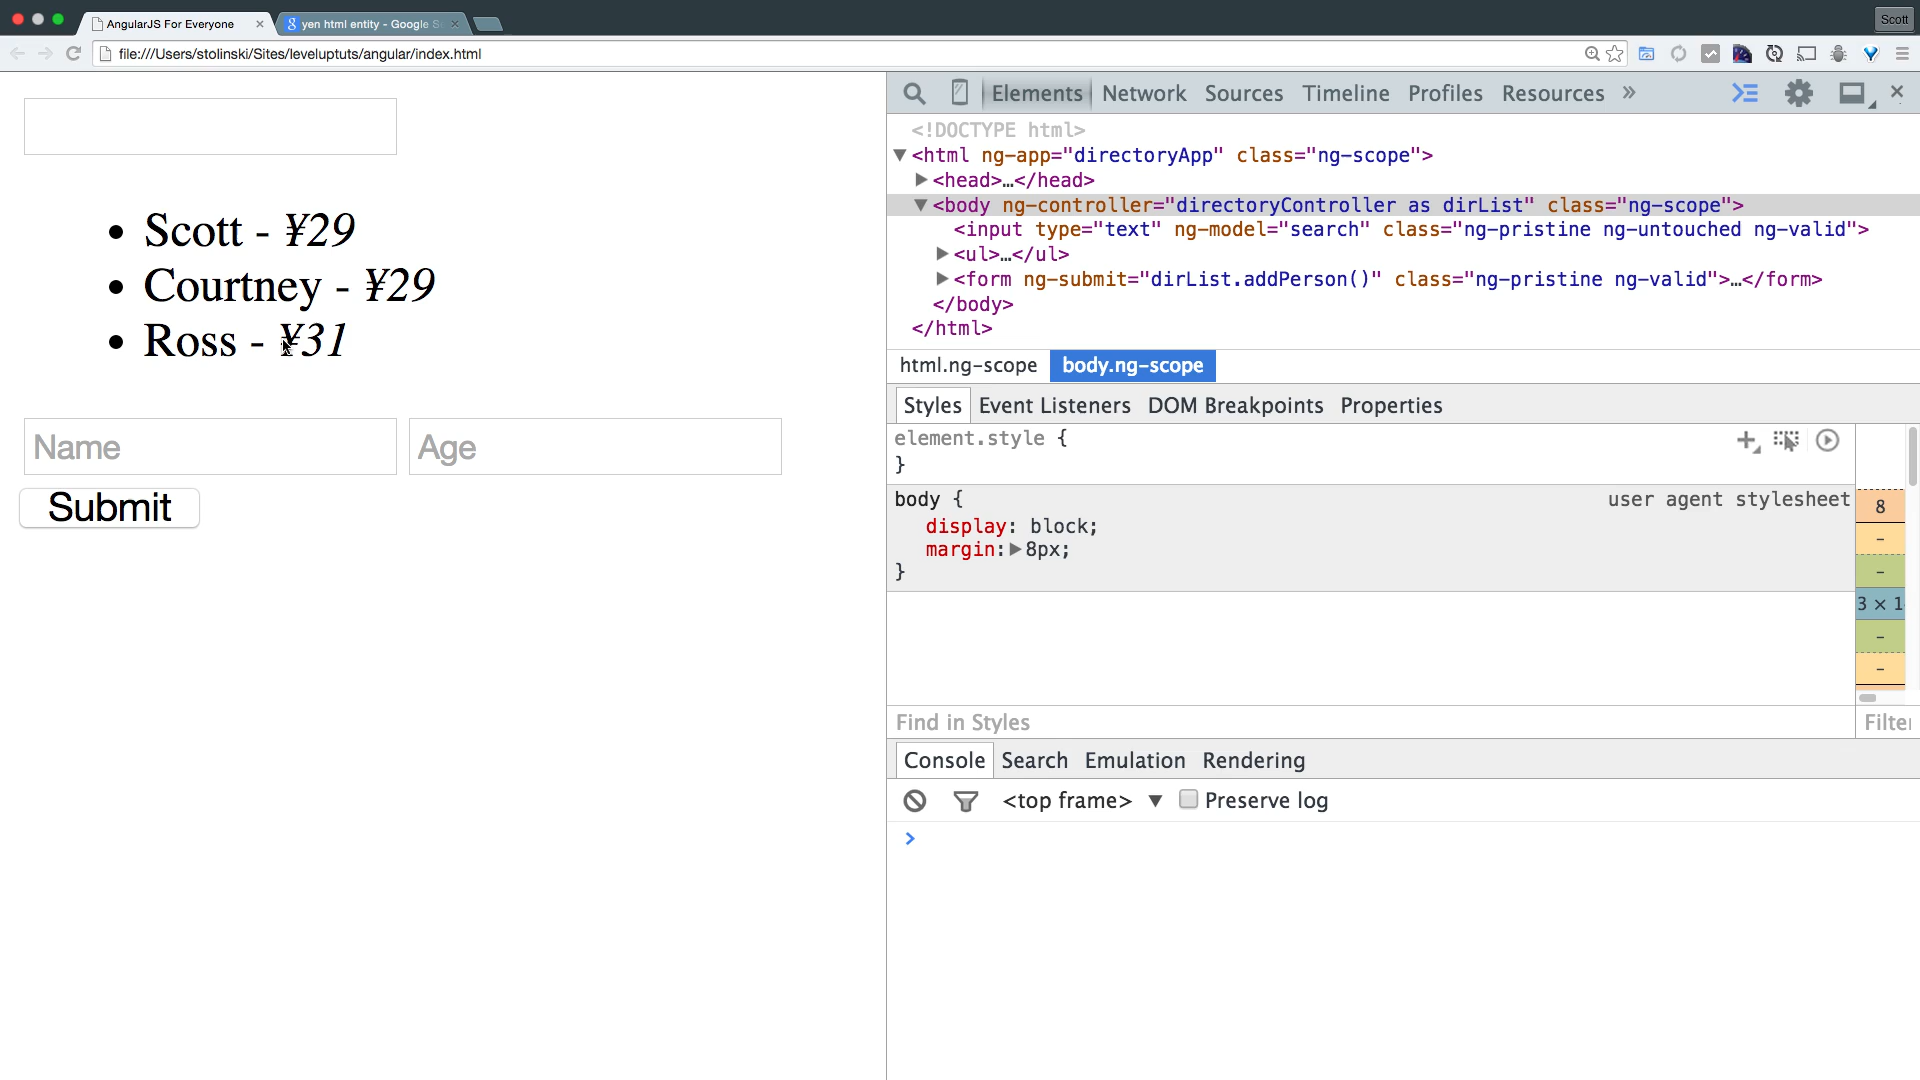 AngularJS For Everyone
yen html entity - Google S
Scott
file:///Users/stolinski/Sites/leveluptuts/angular/index.html
Scott - ¥29
Courtney - ¥29
Ross - ¥31
Name
Age
Submit
Elements Network Sources Timeline Profiles Resources »
<!DOCTYPE html>
▼<html ng-app="directoryApp" class="ng-scope">
▶<head>…</head>
▼<body ng-controller="directoryController as dirList" class="ng-scope">
<input type="text" ng-model="search" class="ng-pristine ng-untouched ng-valid">
▶<ul>…</ul>
▶<form ng-submit="dirList.addPerson()" class="ng-pristine ng-valid">…</form>
</body>
</html>
html.ng-scope body.ng-scope
Styles Event Listeners DOM Breakpoints Properties
element.style {
}
body { user agent stylesheet
display: block;
margin:▶8px;
}
8
-
-
3 × 1
-
-
Find in Styles
Filter
Console Search Emulation Rendering
<top frame> ▼ Preserve log
>